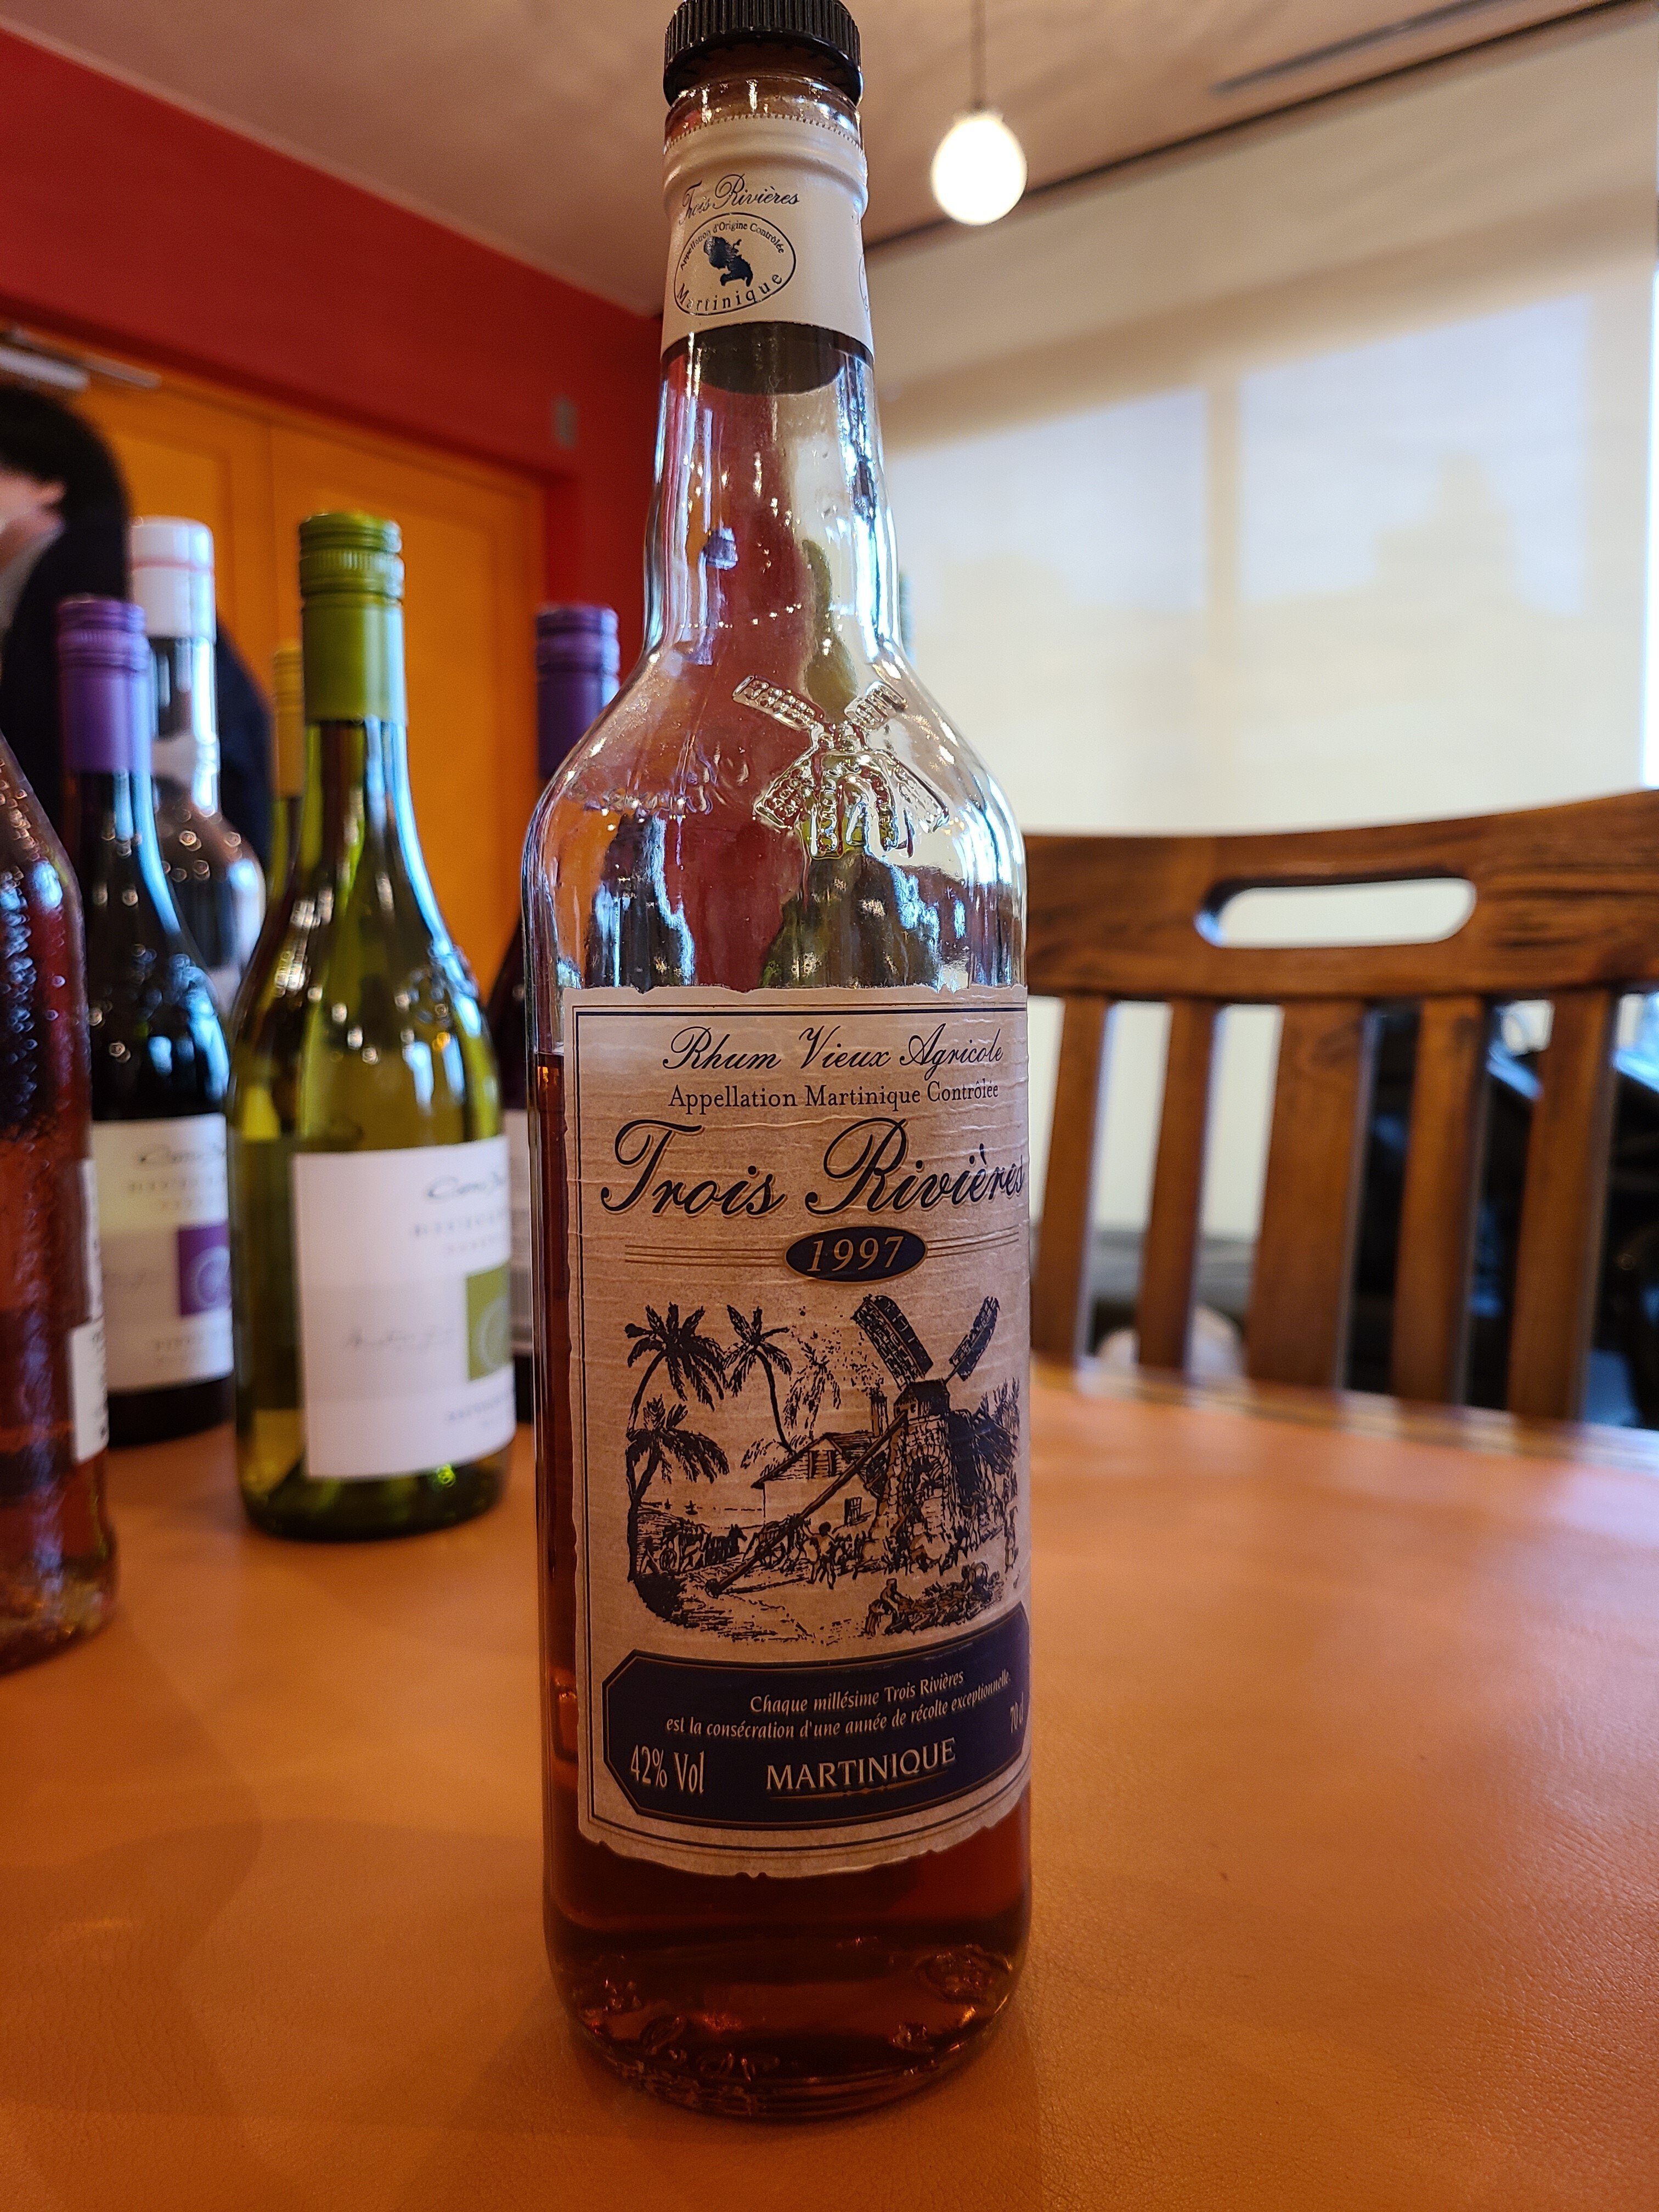 Trois Rivières
Appellation d'Origine Contrôlée
Martinique
Rhum Vieux Agricole
Appellation Martinique Contrôlée
Trois Rivières
1997
Chaque millésime Trois Rivières
est la consécration d'une année de récolte exceptionnelle.
42% Vol
MARTINIQUE
70 cl